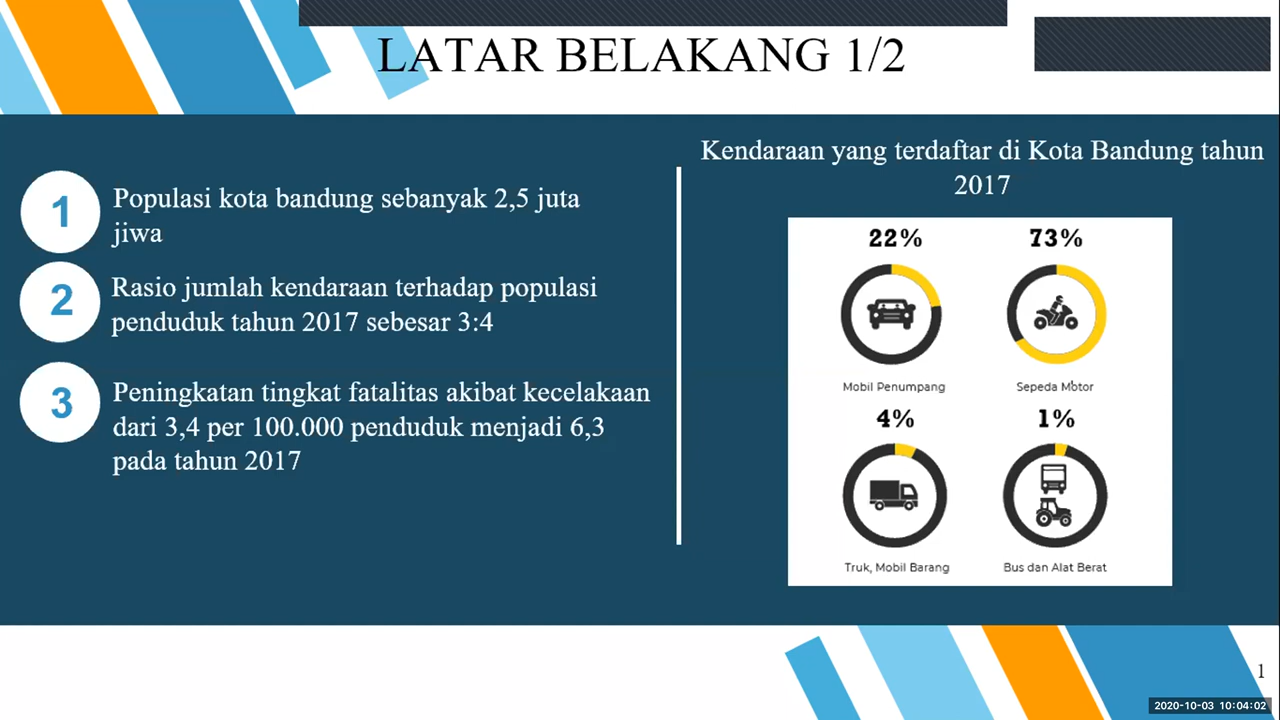 LATAR BELAKANG 1/2
1
Populasi kota bandung sebanyak 2,5 juta
jiwa
2
Rasio jumlah kendaraan terhadap populasi
penduduk tahun 2017 sebesar 3:4
3
Peningkatan tingkat fatalitas akibat kecelakaan
dari 3,4 per 100.000 penduduk menjadi 6,3
pada tahun 2017
Kendaraan yang terdaftar di Kota Bandung tahun
2017
22%
73%
Mobil Penumpang
Sepeda Motor
4%
1%
Truk, Mobil Barang
Bus dan Alat Berat
1
2020-10-03 10:04:02